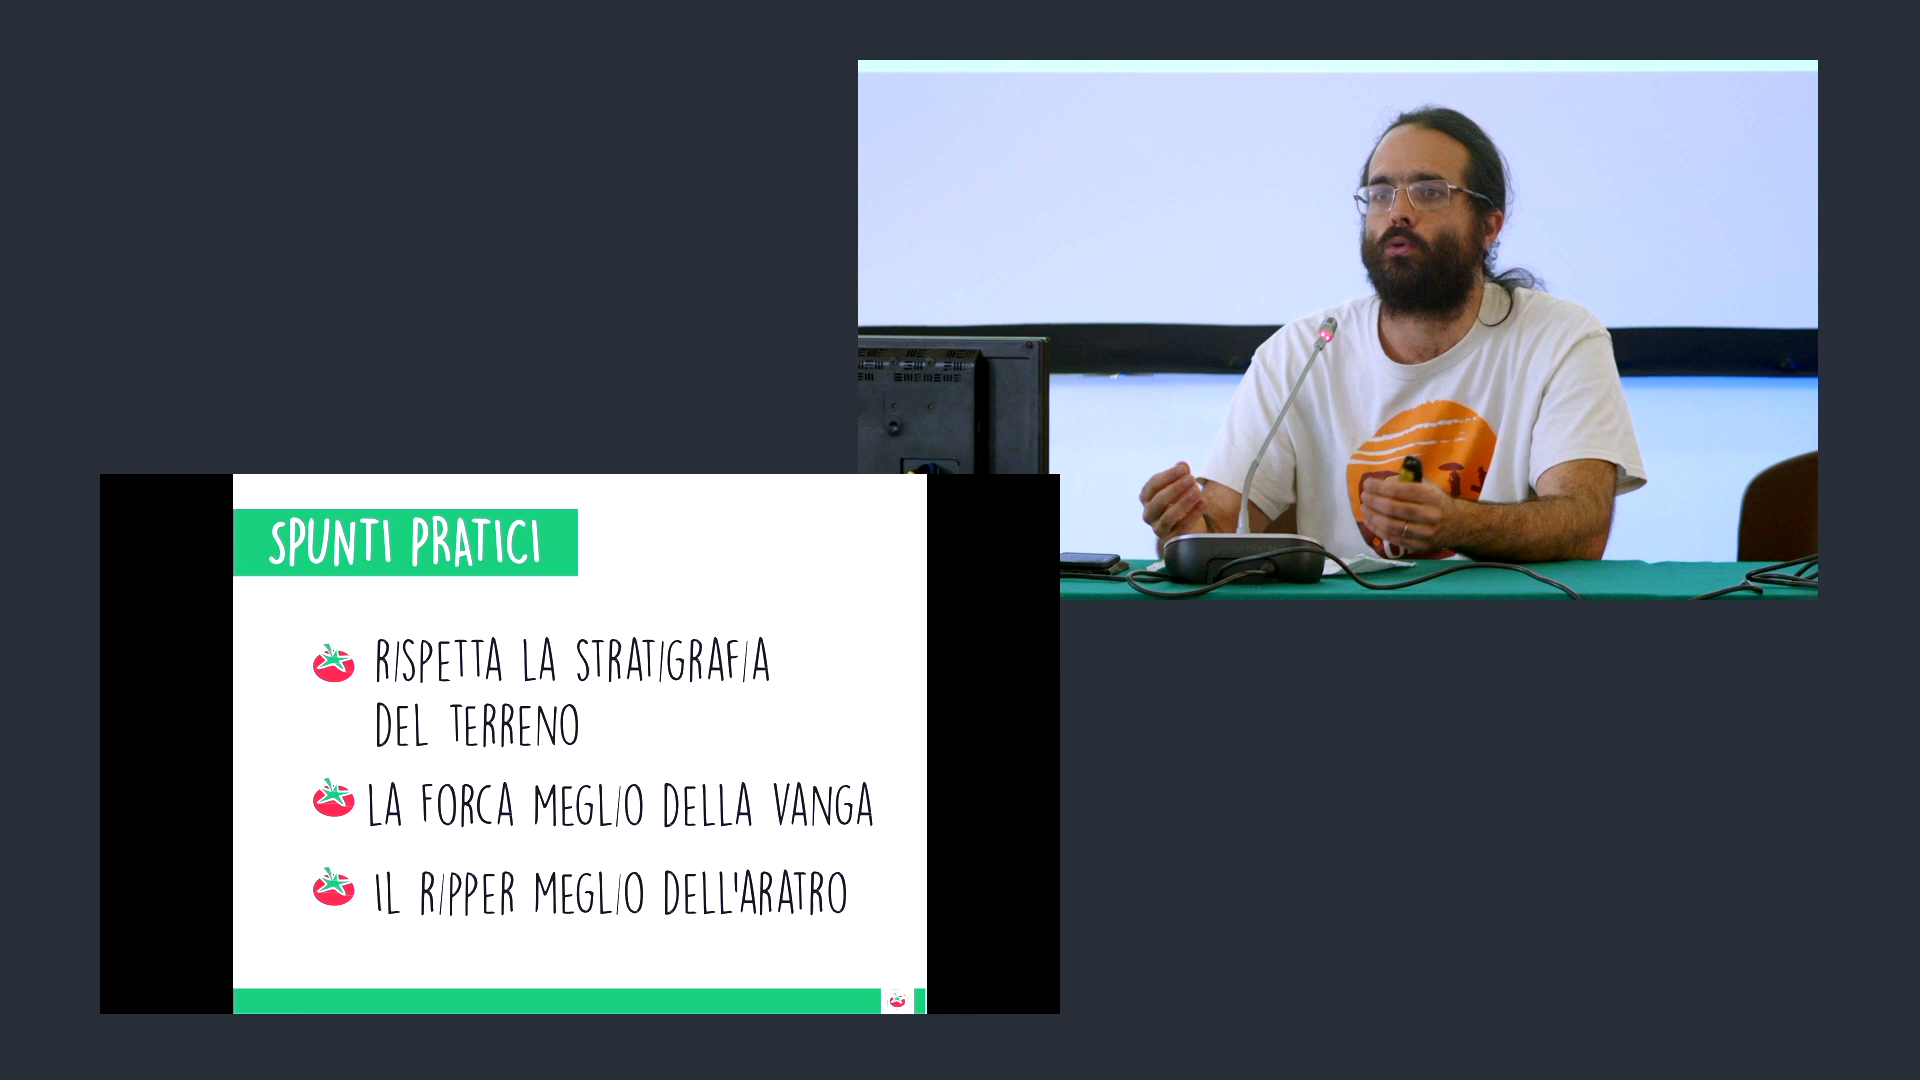 SPUNTI PRATICI
RISPETTA LA STRATIGRAFIA
DEL TERRENO
LA FORCA MEGLIO DELLA VANGA
IL RIPPER MEGLIO DELL'ARATRO